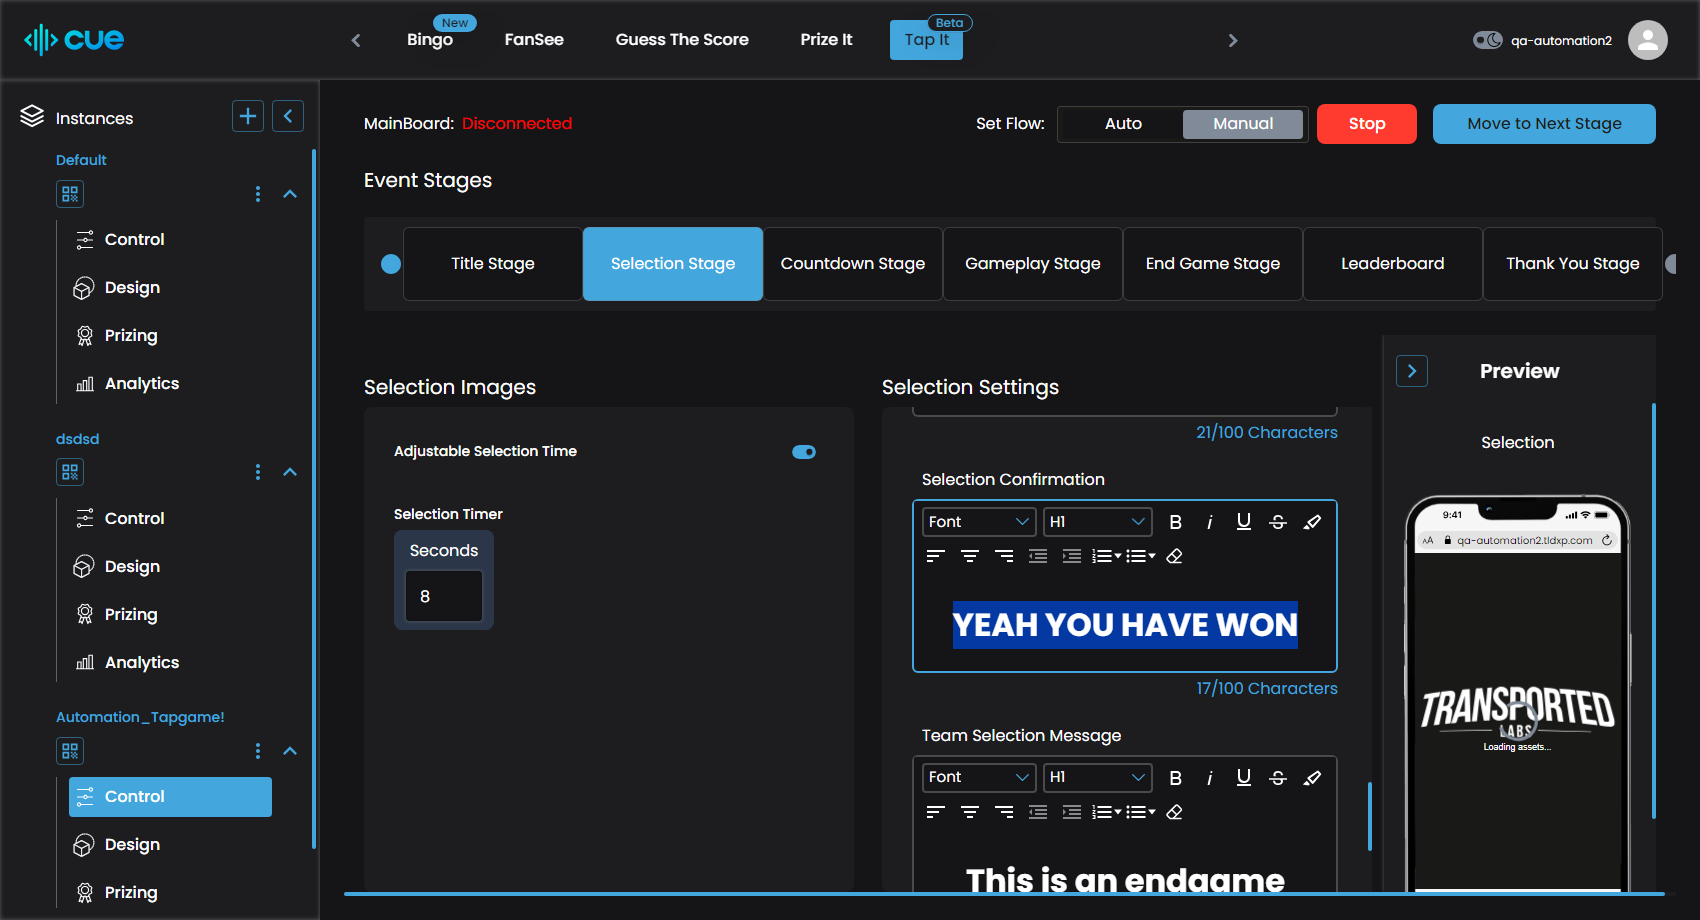 cue
Bingo
New
FanSee
Guess The Score
Prize It
Tap It
Beta
qa-automation2
Instances
Default
Control
Design
Prizing
Analytics
dsdsd
Control
Design
Prizing
Analytics
Automation_Tapgame!
Control
Design
Prizing
MainBoard: Disconnected
Set Flow:
Auto
Manual
Stop
Move to Next Stage
Event Stages
Title Stage
Selection Stage
Countdown Stage
Gameplay Stage
End Game Stage
Leaderboard
Thank You Stage
Selection Images
Adjustable Selection Time
Selection Timer
Seconds
8
Selection Settings
21/100 Characters
Selection Confirmation
Font
H1
B i U S
YEAH YOU HAVE WON
17/100 Characters
Team Selection Message
Font
H1
B i U S
This is an endgame
Preview
Selection
9:41
AA qa-automation2.tldxp.com
TRANSPORTED
LABS
Loading assets...